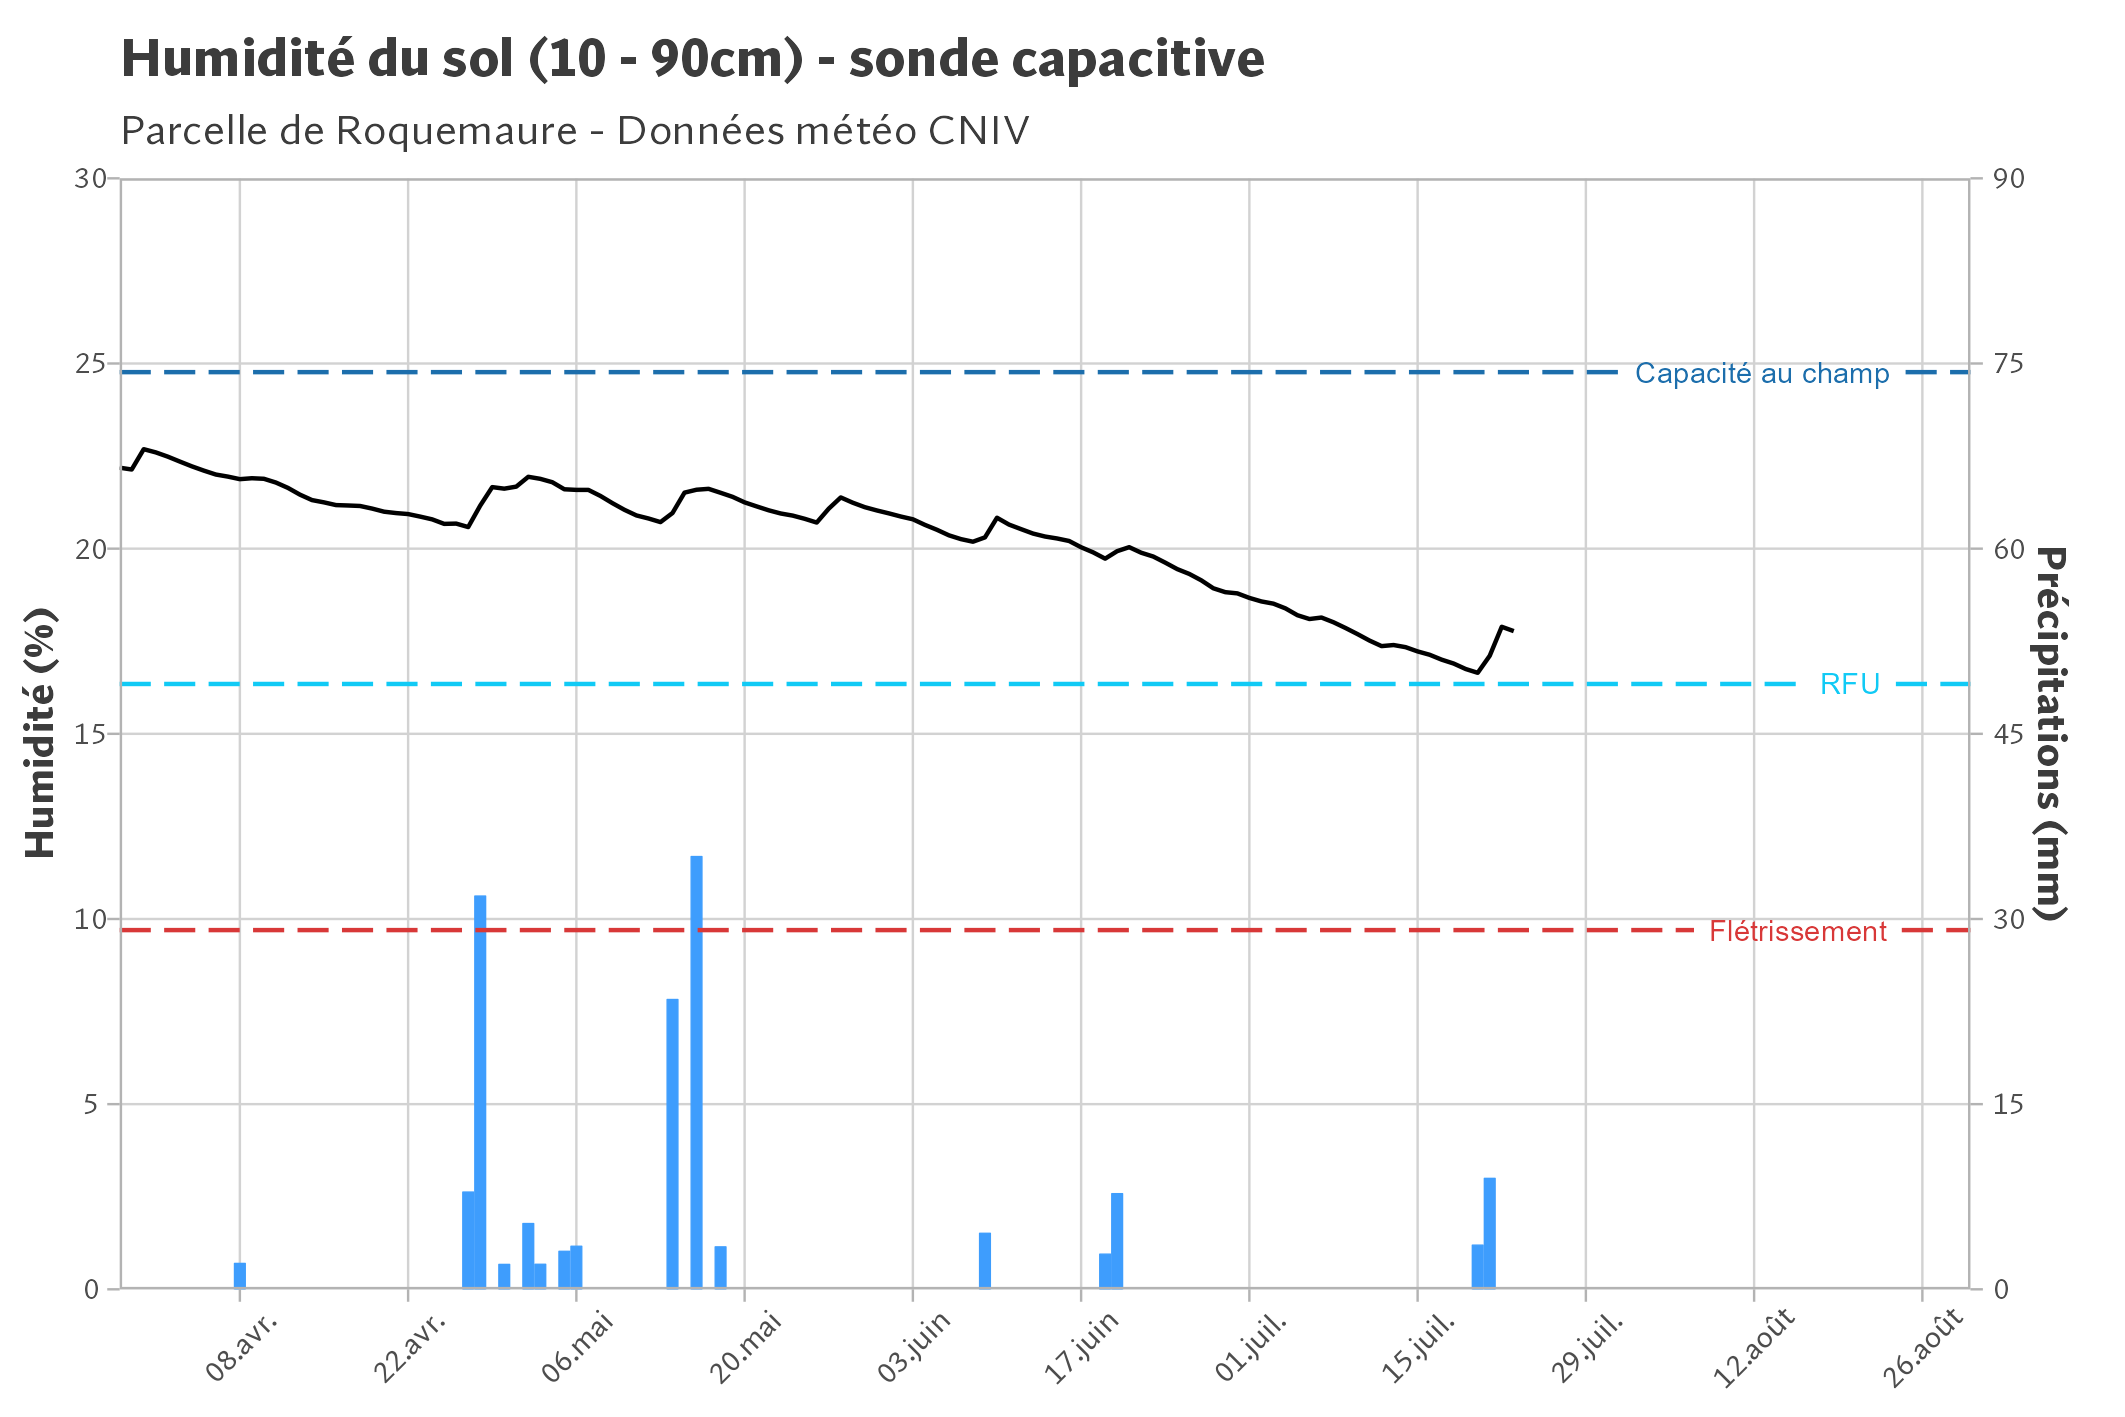 Humidité du sol (10 - 90cm) - sonde capacitive
Parcelle de Roquemaure - Données météo CNIV
30
25
20
15
10
5
0
Humidité (%)
90
75
60
45
30
15
0
Précipitations (mm)
Capacité au champ
RFU
Flétrissement
08.avr.
22.avr.
06.mai
20.mai
03.juin
17.juin
01.juil.
15.juil.
29.juil.
12.août
26.août